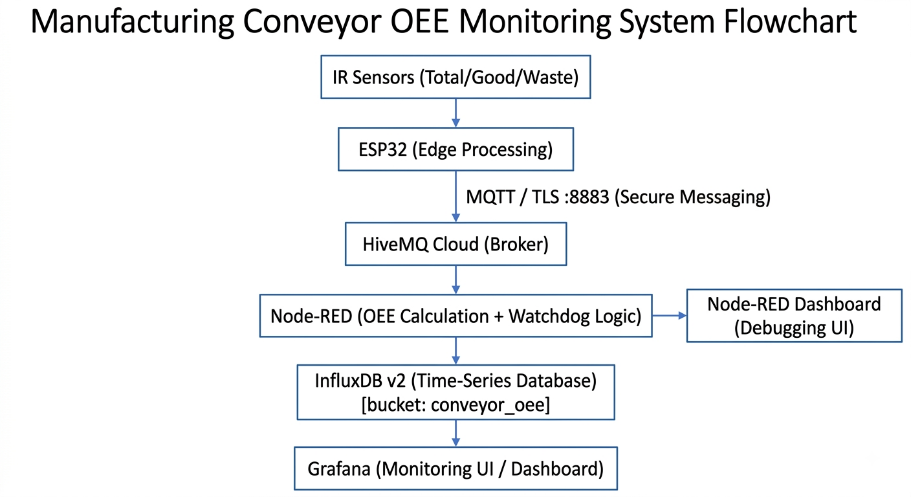 Manufacturing Conveyor OEE Monitoring System Flowchart
IR Sensors (Total/Good/Waste)
ESP32 (Edge Processing)
MQTT / TLS :8883 (Secure Messaging)
HiveMQ Cloud (Broker)
Node-RED (OEE Calculation + Watchdog Logic)
Node-RED Dashboard
(Debugging UI)
InfluxDB v2 (Time-Series Database)
[bucket: conveyor_oee]
Grafana (Monitoring UI / Dashboard)